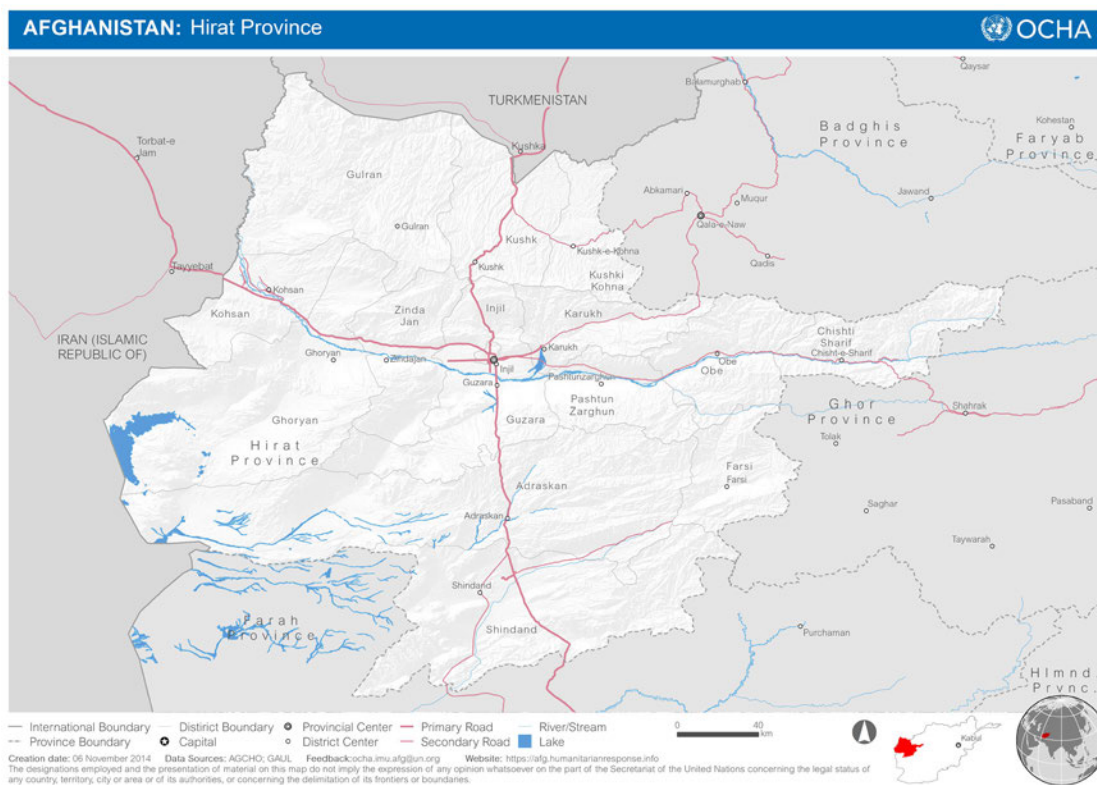 AFGHANISTAN: Hirat Province
OCHA
Qaysar
Balamurghab
TURKMENISTAN
Torbat-e
Jam
Kushka
Badghis
Province
Kohestan
Faryab
Province
Gulran
Abkamari
Muqur
Jawand
Gulran
Qala-e-Naw
Kushk
Kushk-e-Kohna
Qadis
Tayyebat
Kushk
Kushki
Kohna
Kohsan
Kohsan
Zinda
Jan
Injil
Karukh
Chishti
Sharif
IRAN (ISLAMIC
REPUBLIC OF)
Ghoryan
Zindajan
Karukh
Injil
Obe
Chisht-e-Sharif
Obe
Guzara
Pashtunzarghun
Pashtun
Zarghun
Ghor
Province
Shahrak
Ghoryan
Guzara
Hirat
Province
Tolak
Farsi
Farsi
Adraskan
Saghar
Pasaband
Adraskan
Taywarah
Shindand
Farah
Province
Shindand
Purchaman
Hlmnd.
Prvnc.
International Boundary
District Boundary
Provincial Center
Primary Road
River/Stream
0
40
km
Province Boundary
Capital
District Center
Secondary Road
Lake
Kabul
Creation date: 06 November 2014 Data Sources: AGCHO; GAUL Feedback:ocha.imu.afg@un.org Website: https://afg.humanitarianresponse.info
The designations employed and the presentation of material on this map do not imply the expression of any opinion whatsoever on the part of the Secretariat of the United Nations concerning the legal status of
any country, territory, city or area or of its authorities, or concerning the delimitation of its frontiers or boundaries.